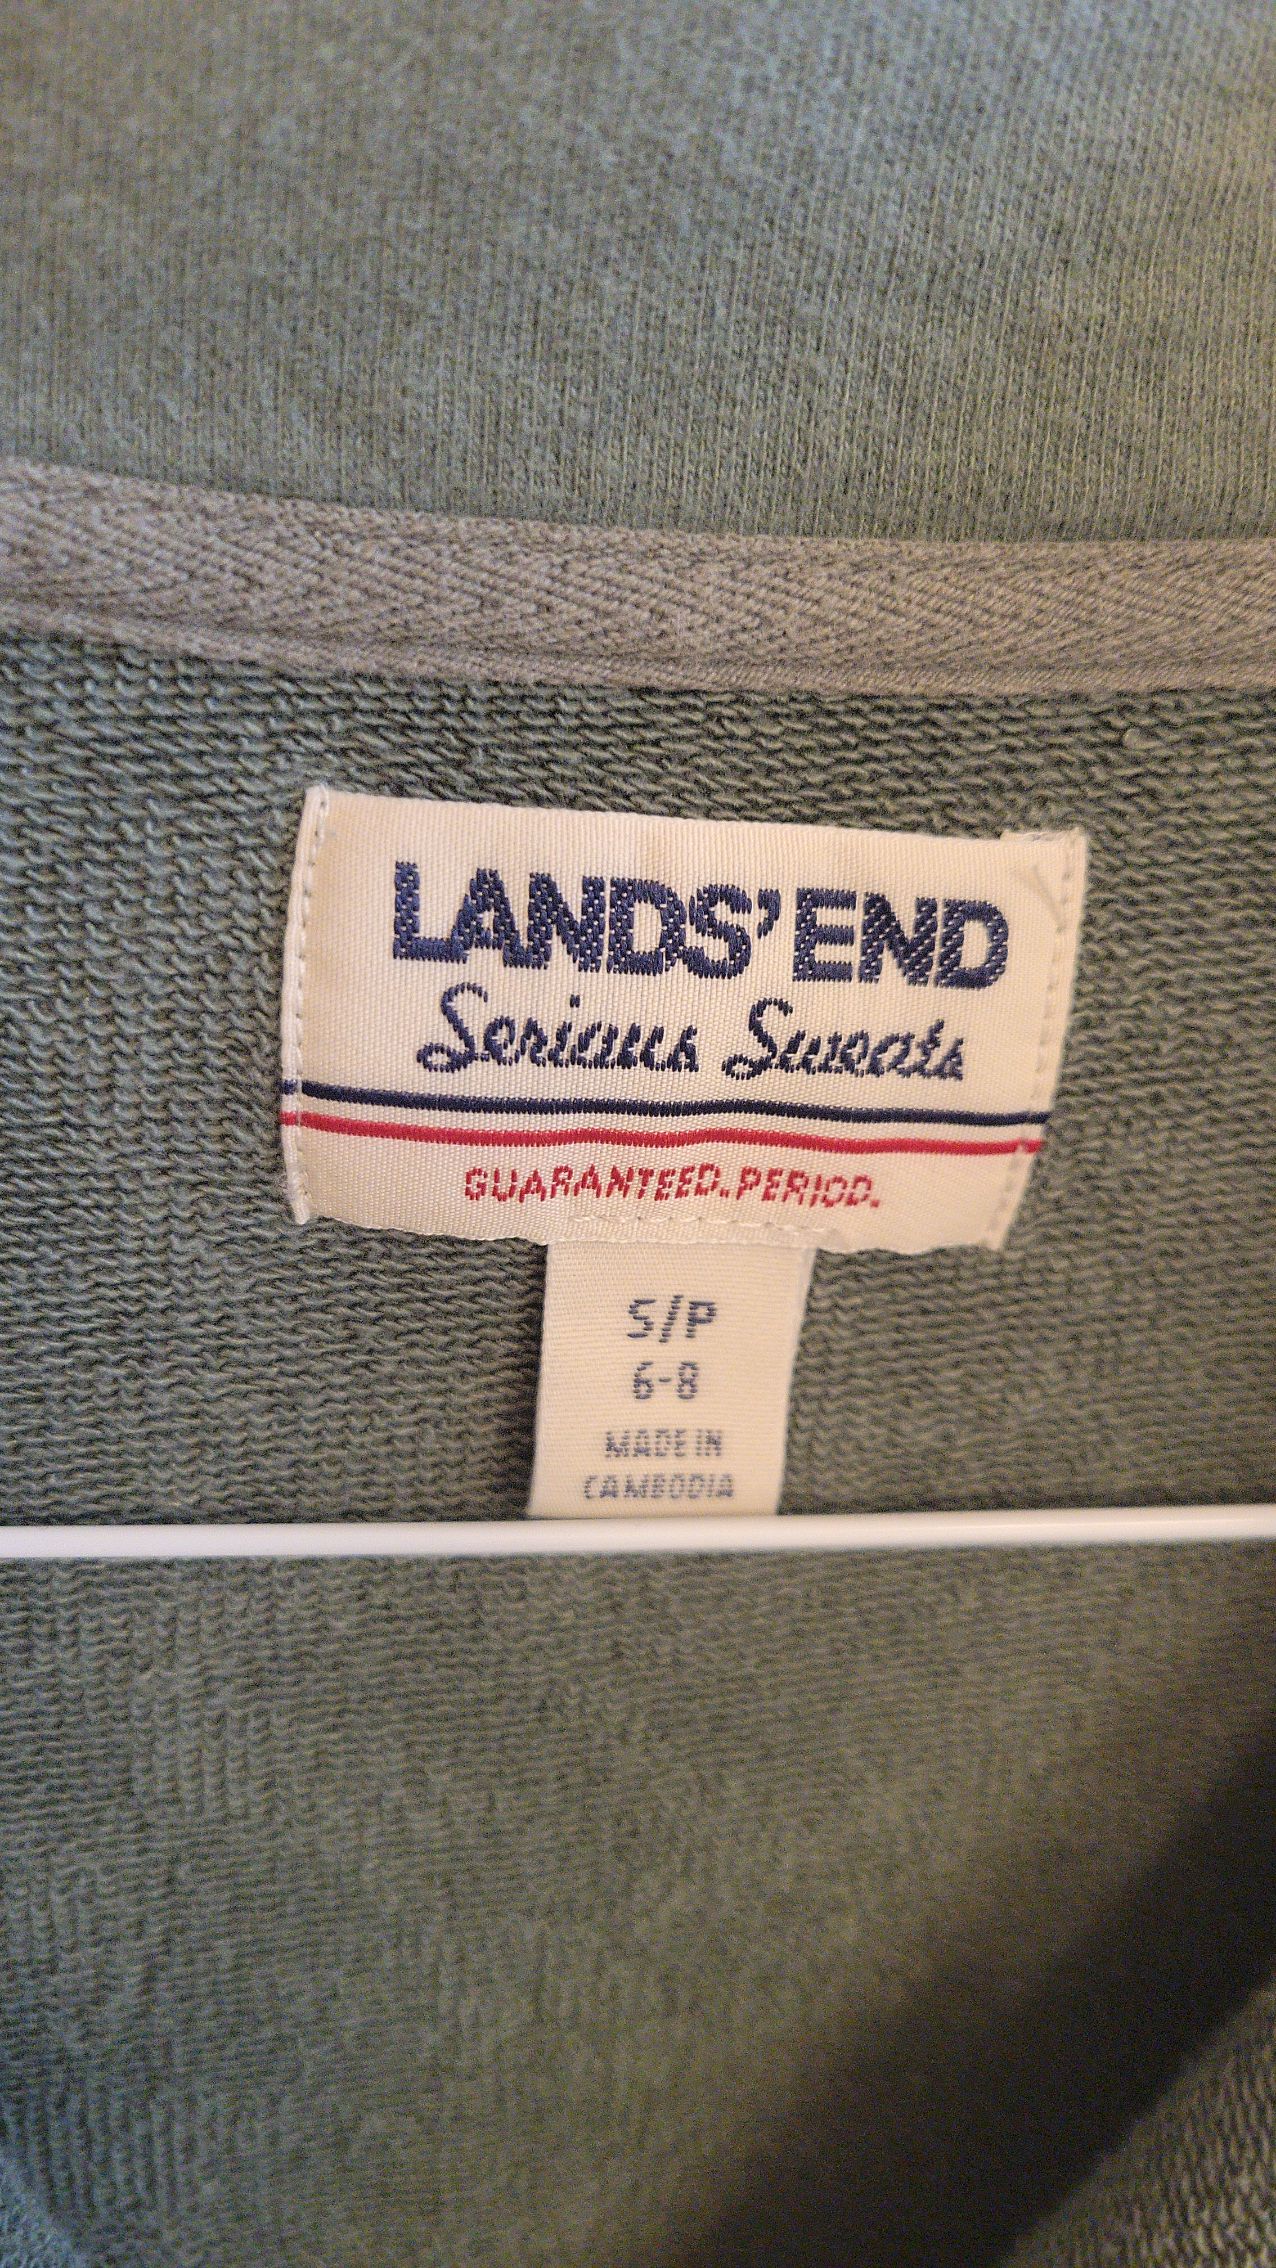 LANDS' END
Serious Sweats
GUARANTEED. PERIOD.
S/P
6-8
MADE IN
CAMBODIA